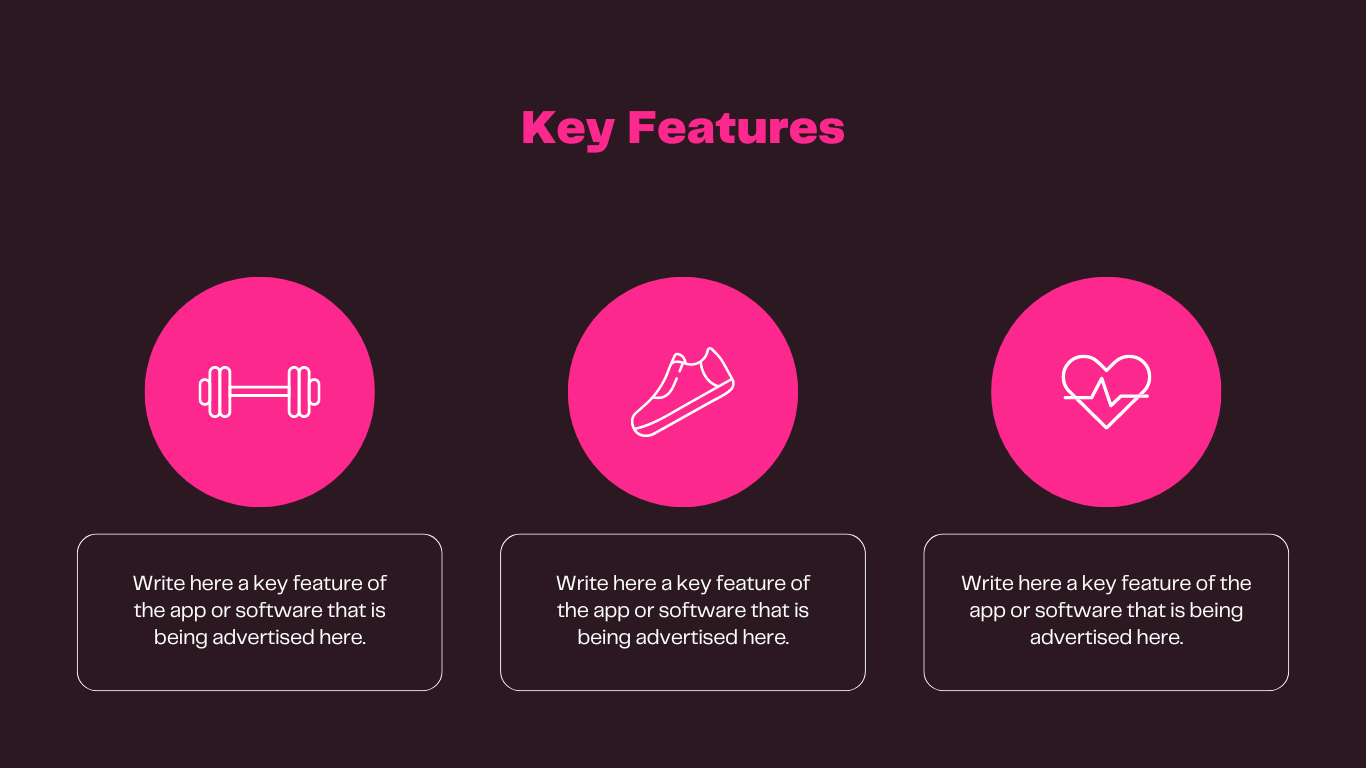 Key Features
Write here a key feature of
the app or software that is
being advertised here.
Write here a key feature of
the app or software that is
being advertised here.
Write here a key feature of the
app or software that is being
advertised here.